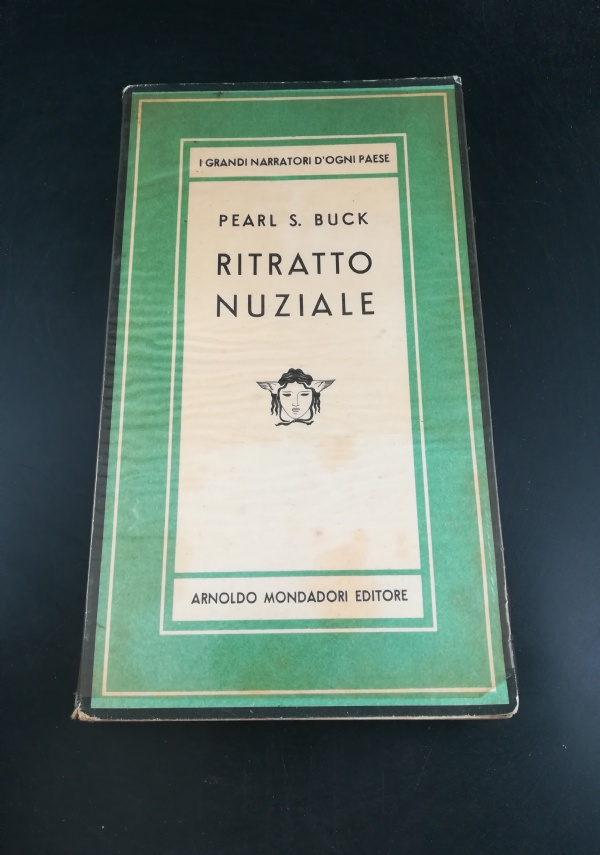 I GRANDI NARRATORI D'OGNI PAESE
PEARL S. BUCK
RITRATTO
NUZIALE
ARNOLDO MONDADORI EDITORE